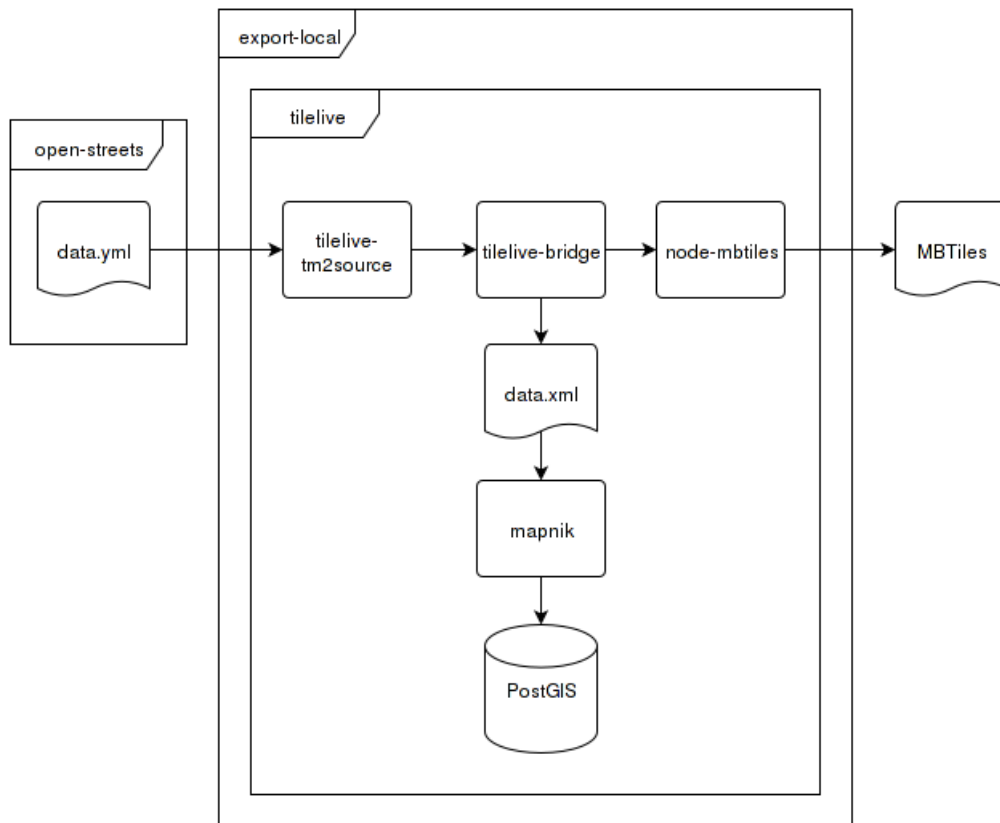 export-local
tilelive
open-streets
data.yml
tilelive-
tm2source
tilelive-bridge
node-mbtiles
MBTiles
data.xml
mapnik
PostGIS